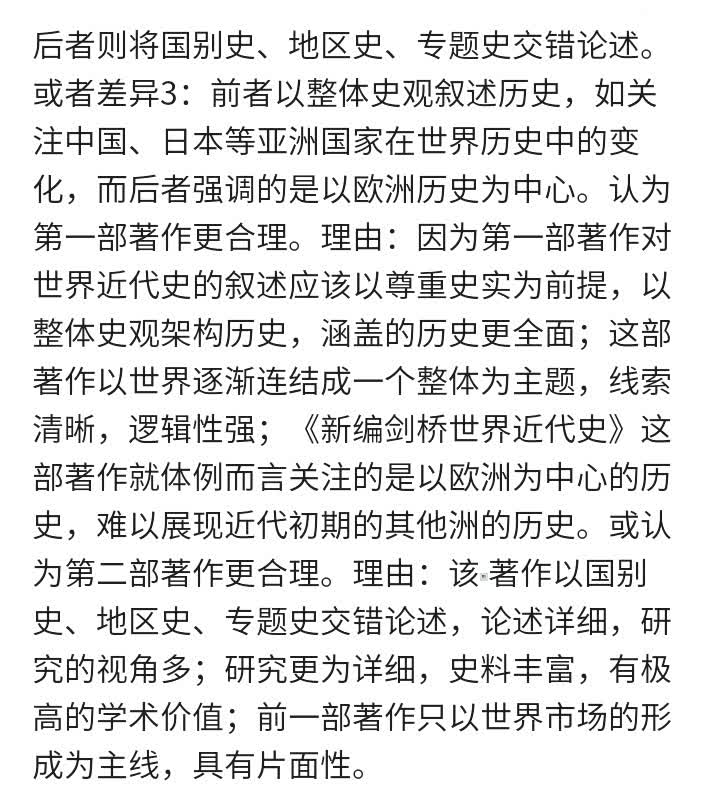 后者则将国别史、地区史、专题史交错论述。
或者差异3：前者以整体史观叙述历史，如关
注中国、日本等亚洲国家在世界历史中的变
化，而后者强调的是以欧洲历史为中心。认为
第一部著作更合理。理由：因为第一部著作对
世界近代史的叙述应该以尊重史实为前提，以
整体史观架构历史，涵盖的历史更全面；这部
著作以世界逐渐连结成一个整体为主题，线索
清晰，逻辑性强；《新编剑桥世界近代史》这
部著作就体例而言关注的是以欧洲为中心的历
史，难以展现近代初期的其他洲的历史。或认
为第二部著作更合理。理由：该著作以国别
史、地区史、专题史交错论述，论述详细，研
究的视角多；研究更为详细，史料丰富，有极
高的学术价值；前一部著作只以世界市场的形
成为主线，具有片面性。